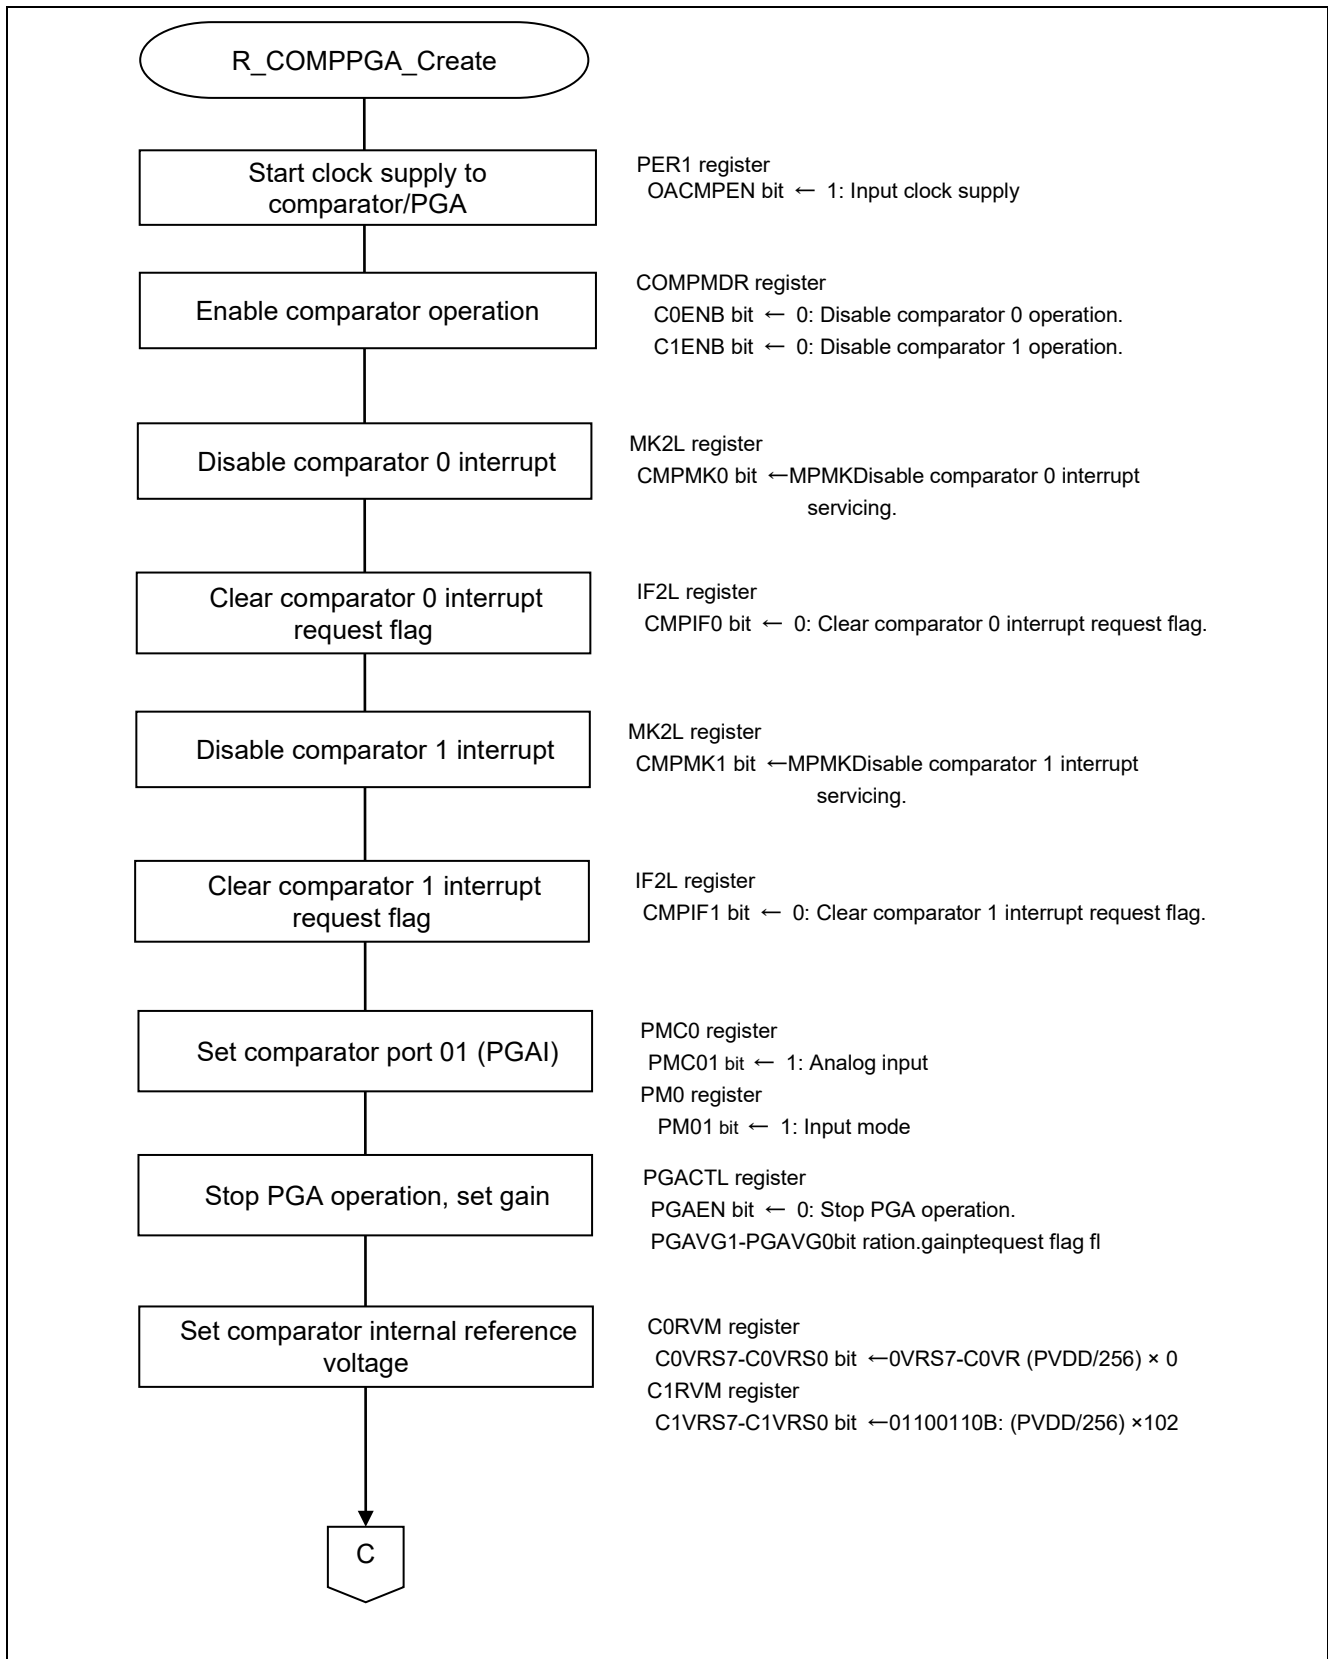 R_COMPPGA_Create
Start clock supply to
comparator/PGA
PER1 register
OACMPEN bit ← 1: Input clock supply
Enable comparator operation
COMPMDR register
C0ENB bit ← 0: Disable comparator 0 operation.
C1ENB bit ← 0: Disable comparator 1 operation.
Disable comparator 0 interrupt
MK2L register
CMPMK0 bit ←MPMKDisable comparator 0 interrupt
servicing.
Clear comparator 0 interrupt
request flag
IF2L register
CMPIF0 bit ← 0: Clear comparator 0 interrupt request flag.
Disable comparator 1 interrupt
MK2L register
CMPMK1 bit ←MPMKDisable comparator 1 interrupt
servicing.
Clear comparator 1 interrupt
request flag
IF2L register
CMPIF1 bit ← 0: Clear comparator 1 interrupt request flag.
Set comparator port 01 (PGAI)
PMC0 register
PMC01 bit ← 1: Analog input
PM0 register
PM01 bit ← 1: Input mode
Stop PGA operation, set gain
PGACTL register
PGAEN bit ← 0: Stop PGA operation.
PGAVG1-PGAVG0bit ration.gainptequest flag fl
Set comparator internal reference
voltage
C0RVM register
C0VRS7-C0VRS0 bit ←0VRS7-C0VR (PVDD/256) × 0
C1RVM register
C1VRS7-C1VRS0 bit ←01100110B: (PVDD/256) ×102
C